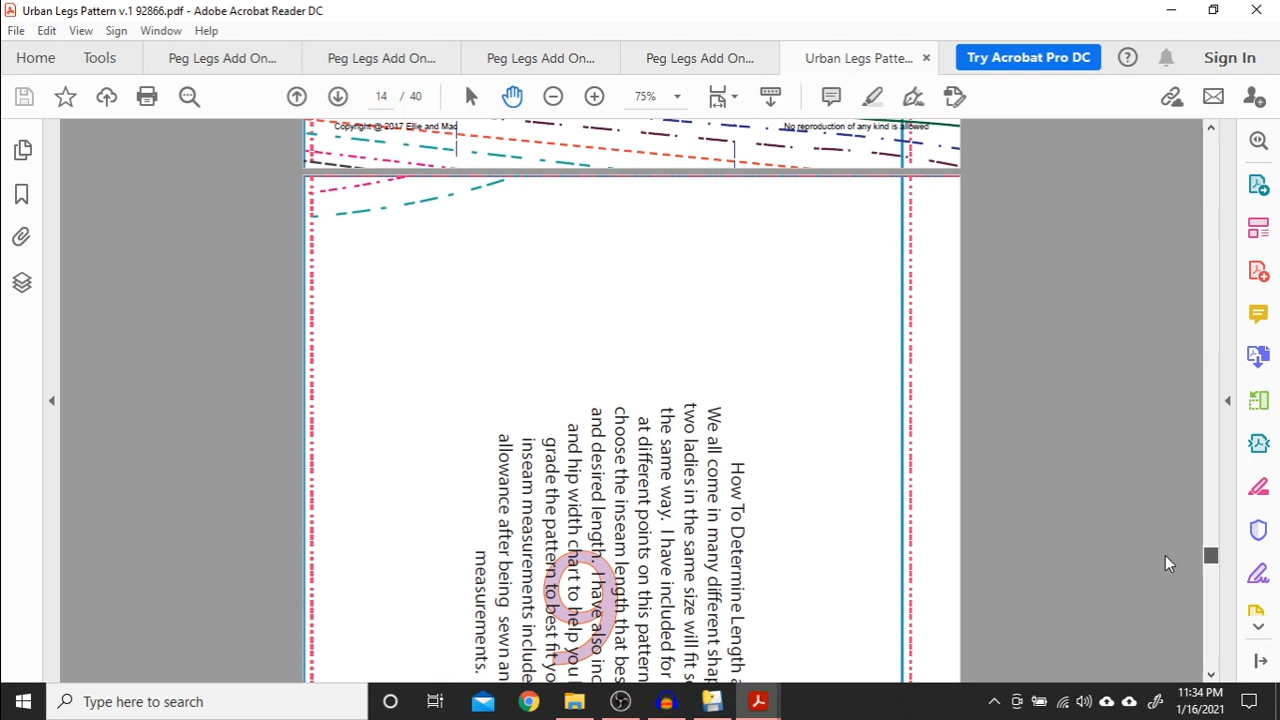 Urban Legs Pattern v.1 92866.pdf - Adobe Acrobat Reader DC
File Edit View Sign Window Help
Home Tools Peg Legs Add On... Peg Legs Add On... Peg Legs Add On... Peg Legs Add On... Urban Legs Patte... Try Acrobat Pro DC Sign In
14 / 40 75%
Copyright @ 2017 Ellie and Mac No reproduction of any kind is allowed
How To Determine Length
We all come in many different
two ladies in the same size will fit
the same way. I have included for
at different points on this pattern
choose the inseam length that
and desired length. I have also
and hip width chart to help you
grade the pattern to best fit
inseam measurements include
allowance after being sewn
measurements.
9
Type here to search
11:34 PM
1/16/2021